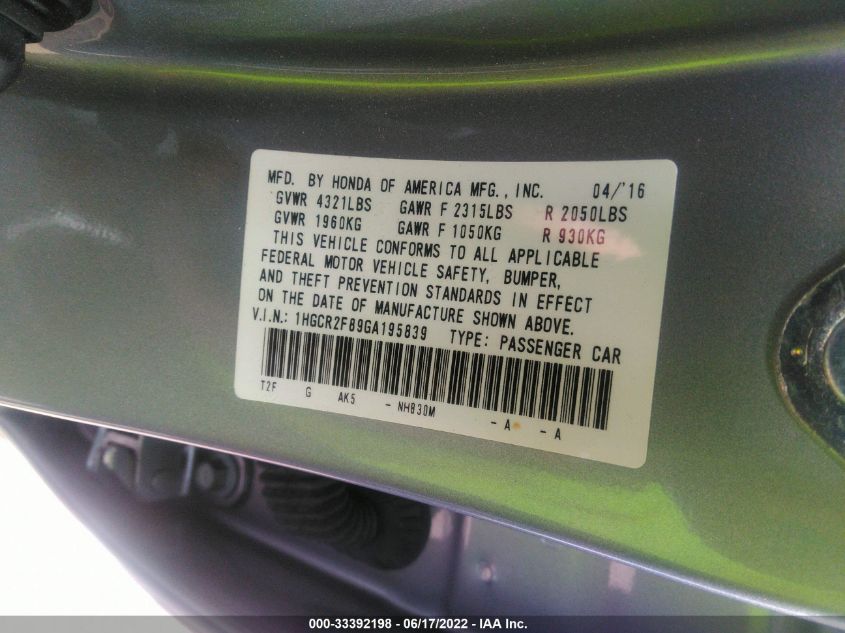 MFD. BY HONDA OF AMERICA MFG., INC. 04/'16
GVWR 4321LBS GAWR F 2315LBS R 2050LBS
GVWR 1960KG GAWR F 1050KG R 930KG
THIS VEHICLE CONFORMS TO ALL APPLICABLE
FEDERAL MOTOR VEHICLE SAFETY, BUMPER,
AND THEFT PREVENTION STANDARDS IN EFFECT
ON THE DATE OF MANUFACTURE SHOWN ABOVE.
V.I.N.: 1HGCR2F89GA195839 TYPE: PASSENGER CAR
T2F G AK5 - NH830M - A - A
000-33392198 - 06/17/2022 - IAA Inc.